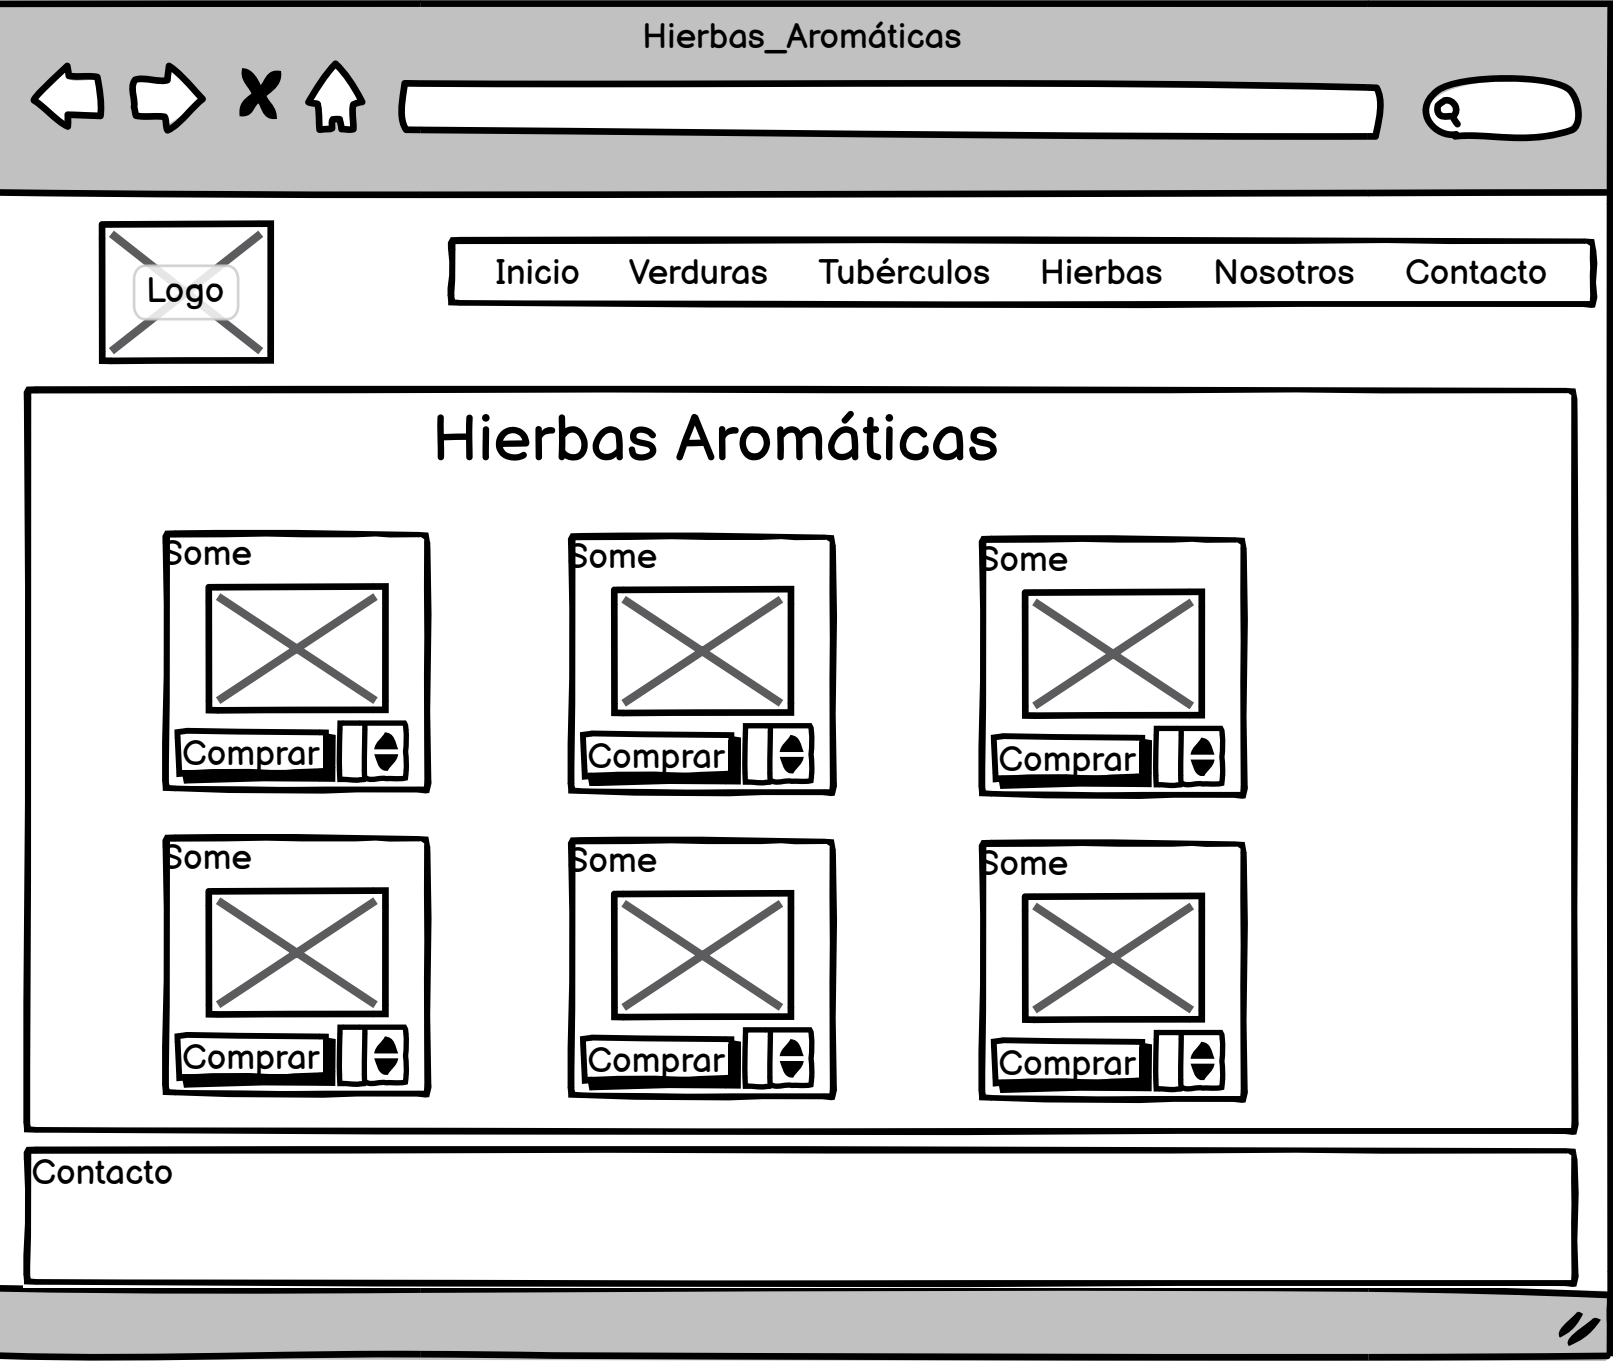 Hierbas_Aromáticas
Logo
Inicio Verduras Tubérculos Hierbas Nosotros Contacto
Hierbas Aromáticas
Some Some Some
Comprar Comprar Comprar
Some Some Some
Comprar Comprar Comprar
Contacto